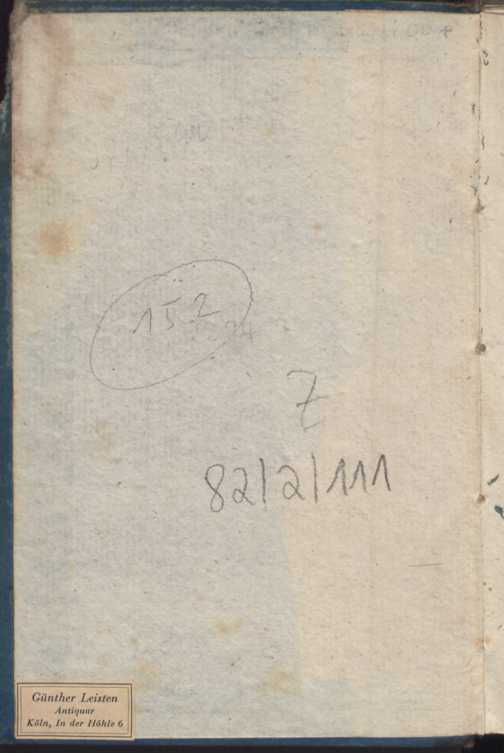 152
Z
82/2/111
Günther Leisten
Antiquar
Köln, In der Höhle 6